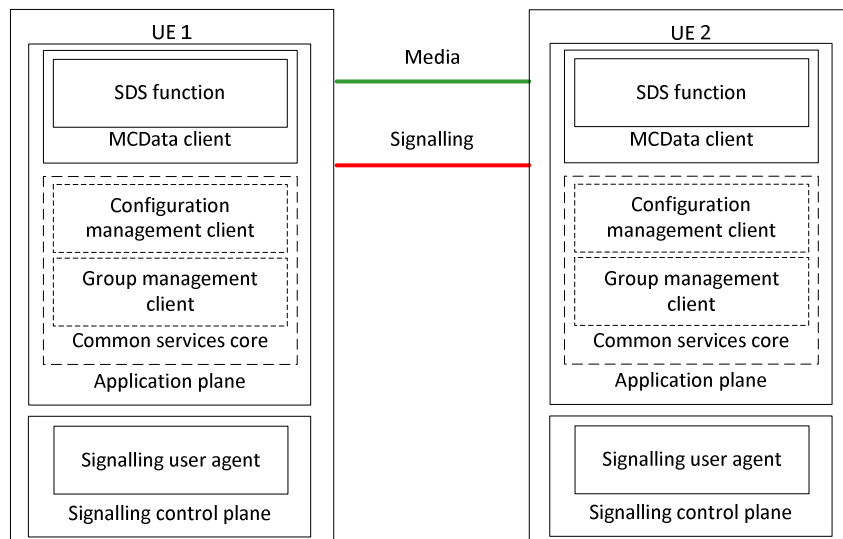 UE 1
SDS function
MCData client
Configuration
management client
Group management
client
Common services core
Application plane
Signalling user agent
Signalling control plane
Media
Signalling
UE 2
SDS function
MCData client
Configuration
management client
Group management
client
Common services core
Application plane
Signalling user agent
Signalling control plane